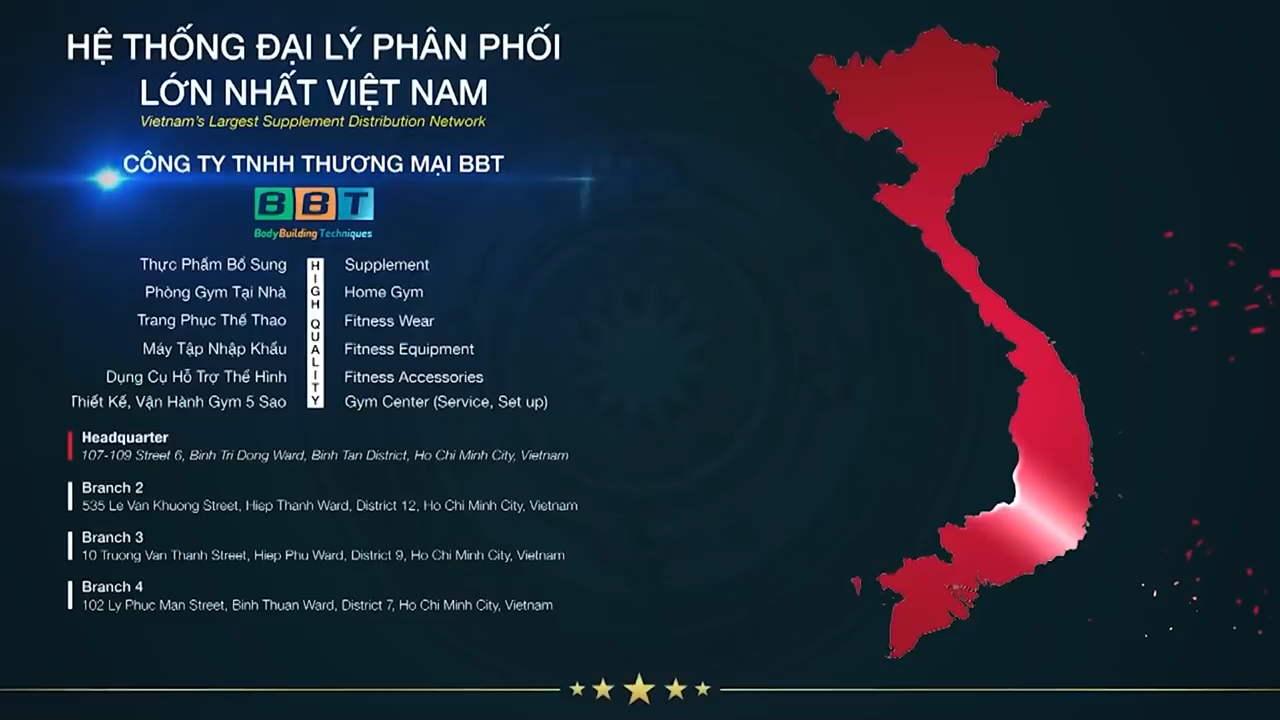 HỆ THỐNG ĐẠI LÝ PHÂN PHỐI
LỚN NHẤT VIỆT NAM
Vietnam's Largest Supplement Distribution Network
CÔNG TY TNHH THƯƠNG MẠI BBT
BBT
BodyBuilding Techniques
HIGH QUALITY
Thực Phẩm Bổ Sung Supplement
Phòng Gym Tại Nhà Home Gym
Trang Phục Thể Thao Fitness Wear
Máy Tập Nhập Khẩu Fitness Equipment
Dụng Cụ Hỗ Trợ Thể Hình Fitness Accessories
Thiết Kế, Vận Hành Gym 5 Sao Gym Center (Service, Set up)
Headquarter
107-109 Street 6, Binh Tri Dong Ward, Binh Tan District, Ho Chi Minh City, Vietnam
Branch 2
535 Le Van Khuong Street, Hiep Thanh Ward, District 12, Ho Chi Minh City, Vietnam
Branch 3
10 Truong Van Thanh Street, Hiep Phu Ward, District 9, Ho Chi Minh City, Vietnam
Branch 4
102 Ly Phuc Man Street, Binh Thuan Ward, District 7, Ho Chi Minh City, Vietnam